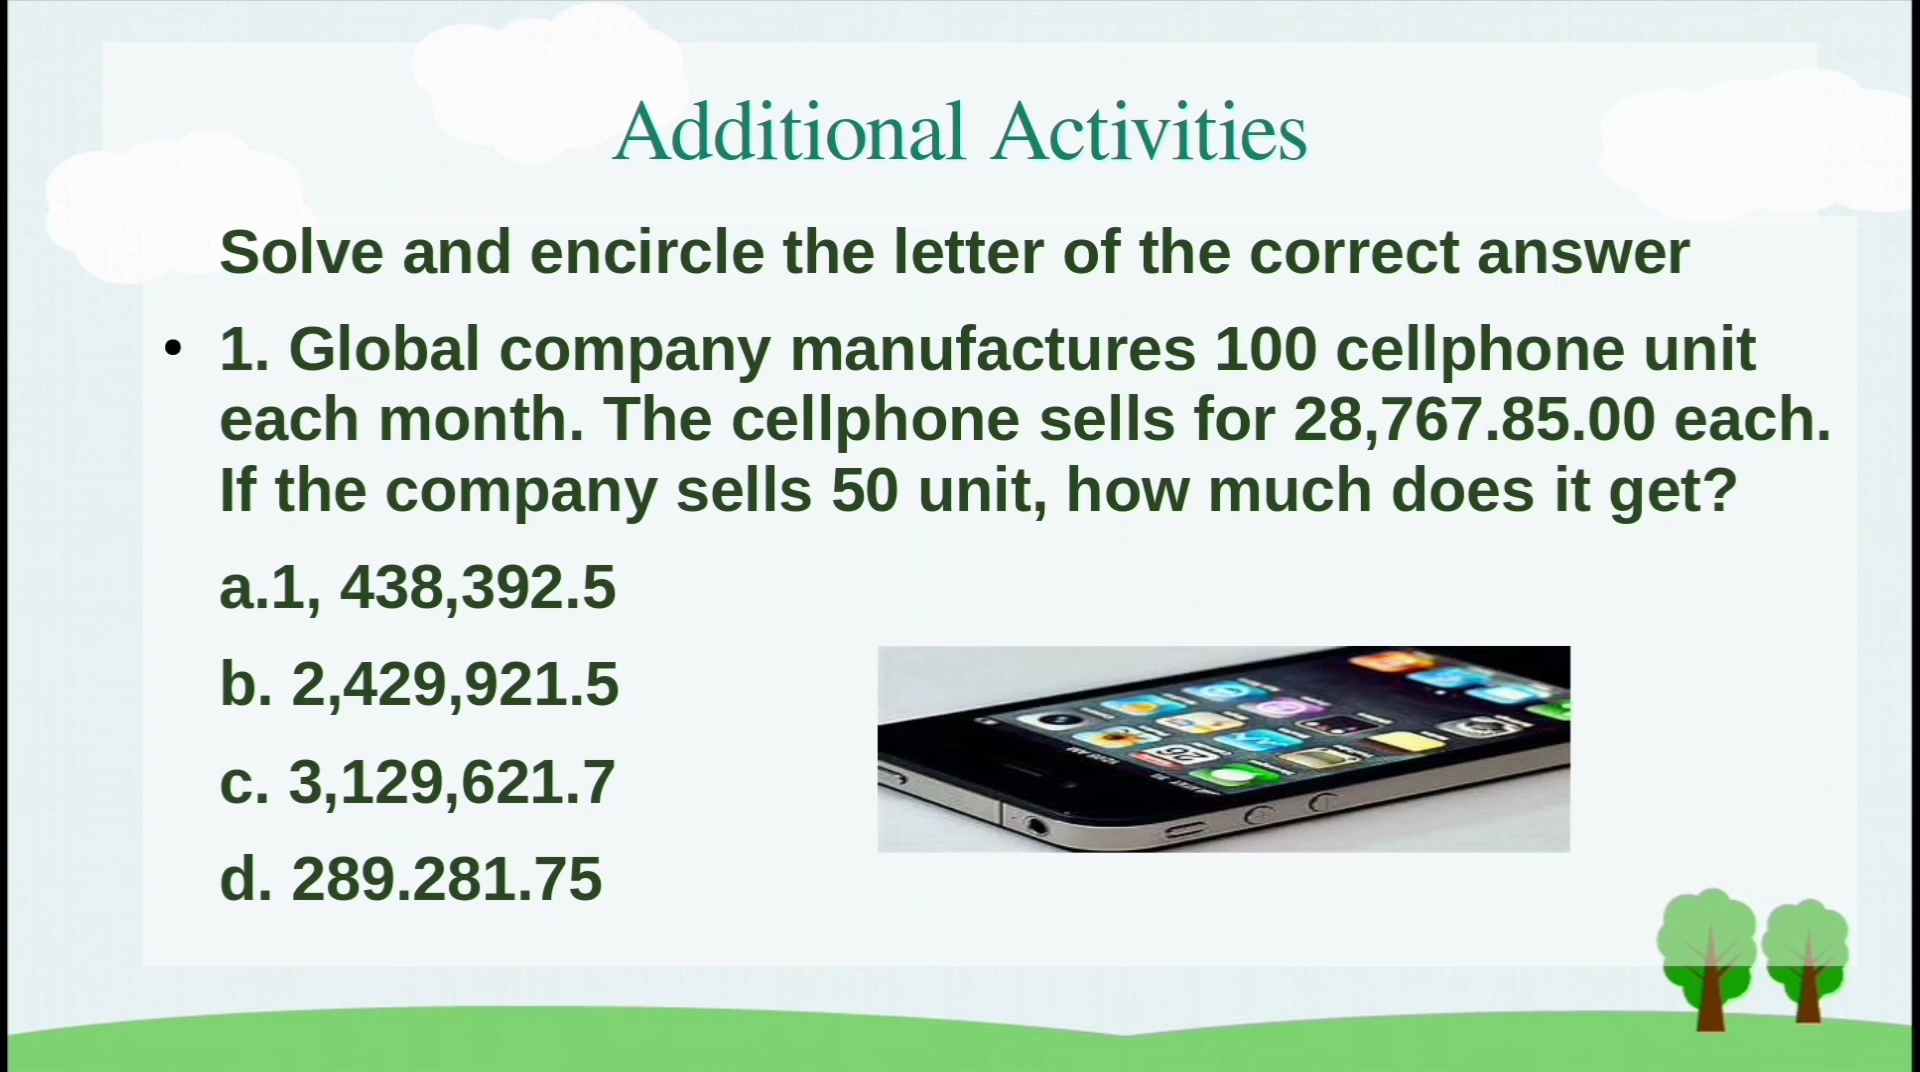 Additional Activities
Solve and encircle the letter of the correct answer
• 1. Global company manufactures 100 cellphone unit
each month. The cellphone sells for 28,767.85.00 each.
If the company sells 50 unit, how much does it get?
a.1, 438,392.5
b. 2,429,921.5
c. 3,129,621.7
d. 289.281.75